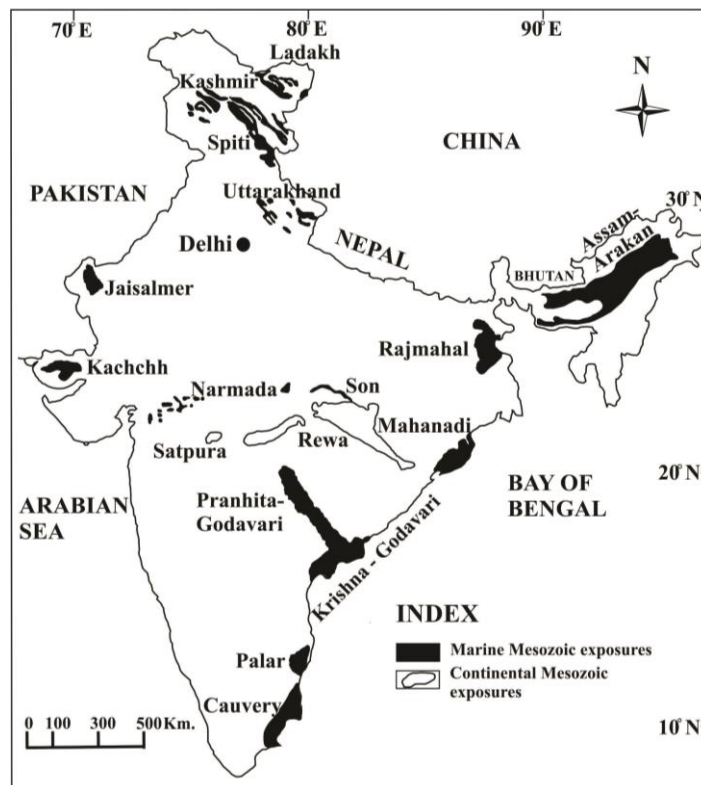 70°E
80°E
90°E
Ladakh
Kashmir
N
Spiti
CHINA
PAKISTAN
Uttarakhand
30°N
Delhi
NEPAL
Assam-
Arakan
BHUTAN
Jaisalmer
Rajmahal
Kachchh
Narmada
Son
Mahanadi
Satpura
Rewa
20°N
ARABIAN
SEA
Pranhita-
Godavari
BAY OF
BENGAL
Krishna - Godavari
INDEX
Marine Mesozoic exposures
Continental Mesozoic
exposures
Palar
Cauvery
0 100 300 500 Km.
10°N